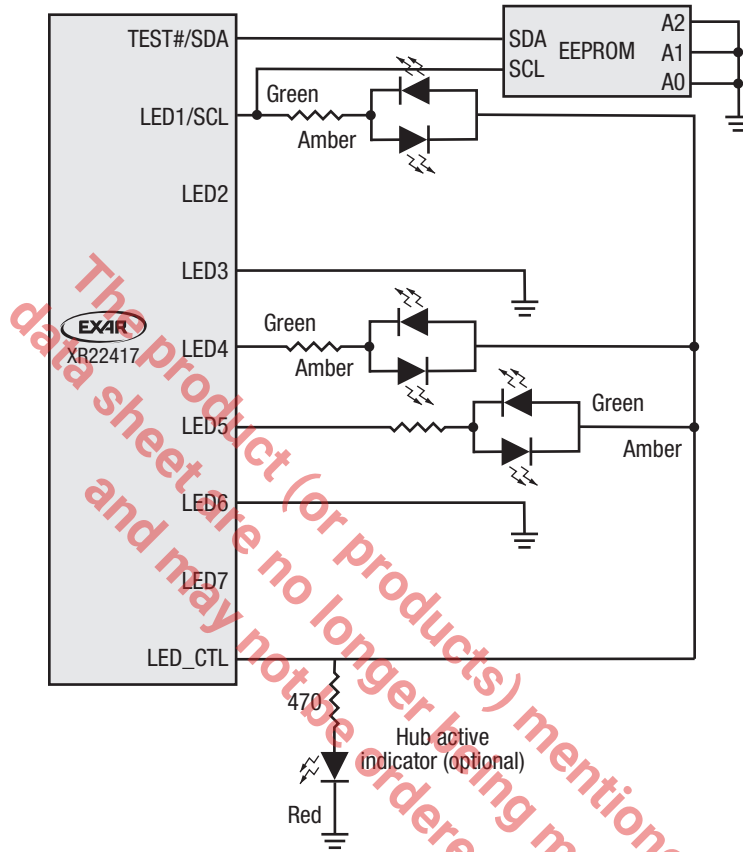 TEST#/SDA
SDA
EEPROM
A2
SCL
A1
A0
Green
LED1/SCL
Amber
LED2
LED3
Green
EXAR
XR22417
LED4
Amber
Green
LED5
Amber
LED6
LED7
LED_CTL
470
Hub active
indicator (optional)
Red
The product (or products) mentione
data sheet are no longer being m
and may not be ordere